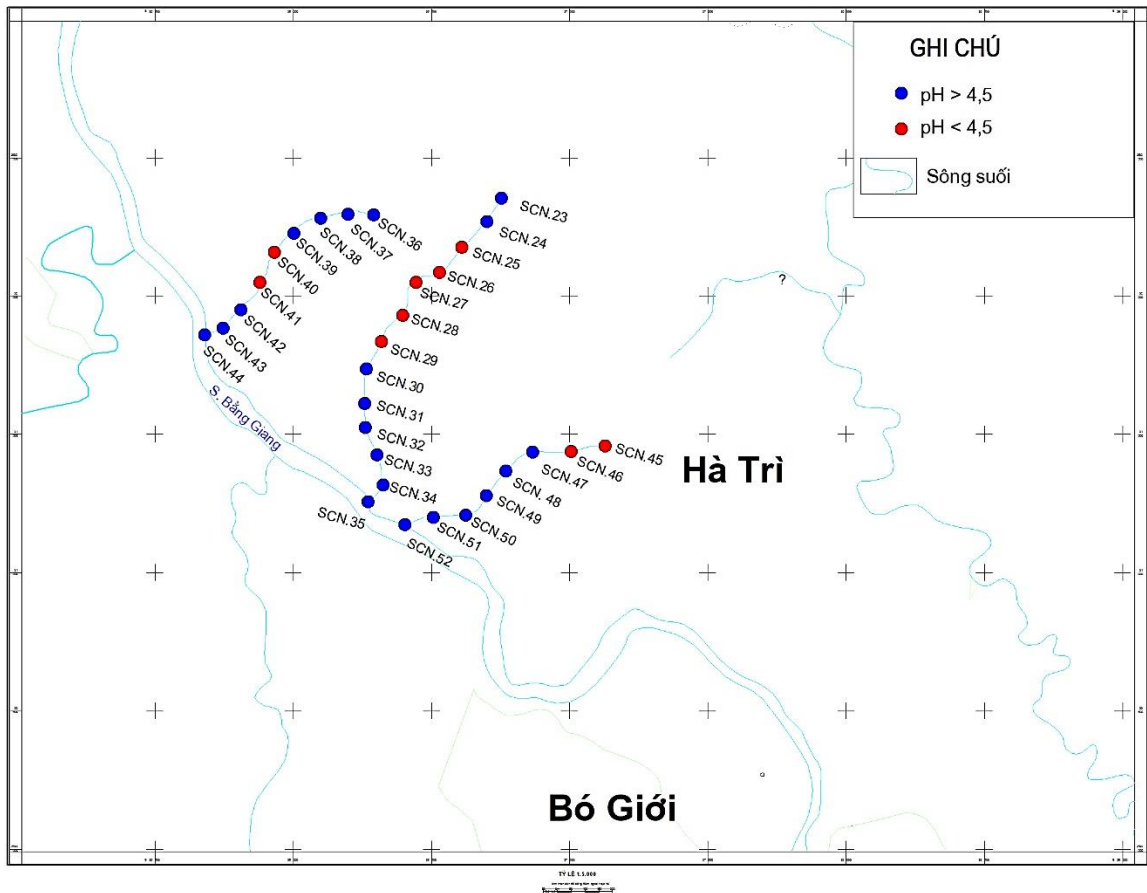 GHI CHÚ
pH > 4,5
pH < 4,5
Sông suối
SCN.23
SCN.24
SCN.25
SCN.26
SCN.27
SCN.28
SCN.29
SCN.30
SCN.31
SCN.32
SCN.33
SCN.34
SCN.35
SCN.36
SCN.37
SCN.38
SCN.39
SCN.40
SCN.41
SCN.42
SCN.43
SCN.44
S. Bằng Giang
SCN.45
SCN.46
SCN.47
SCN. 48
SCN.49
SCN.50
SCN.51
SCN.52
?
Hà Trì
Bó Giới